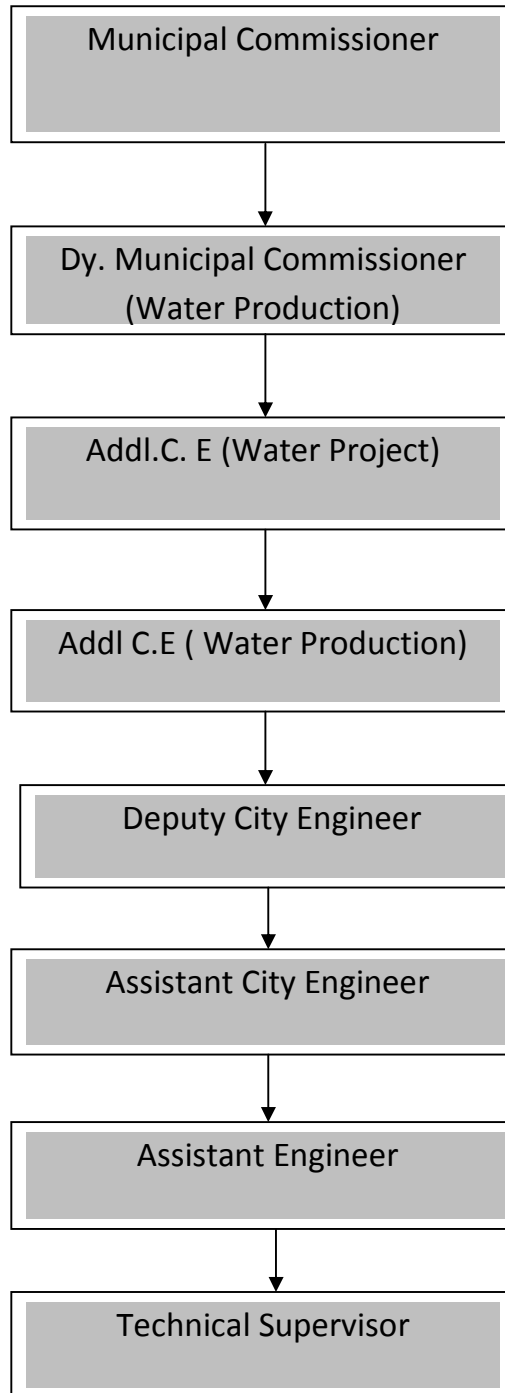 Municipal Commissioner
Dy. Municipal Commissioner
(Water Production)
Addl.C. E (Water Project)
Addl C.E ( Water Production)
Deputy City Engineer
Assistant City Engineer
Assistant Engineer
Technical Supervisor